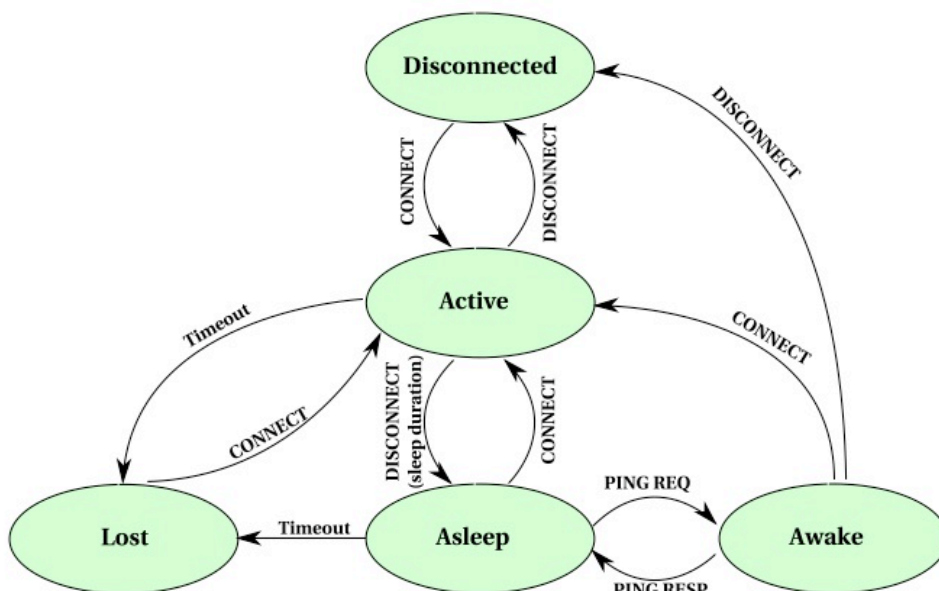 Disconnected
CONNECT
DISCONNECT
DISCONNECT
Active
Timeout
CONNECT
CONNECT
DISCONNECT
(sleep duration)
CONNECT
PING REQ
Lost
Timeout
Asleep
Awake
PING RESP